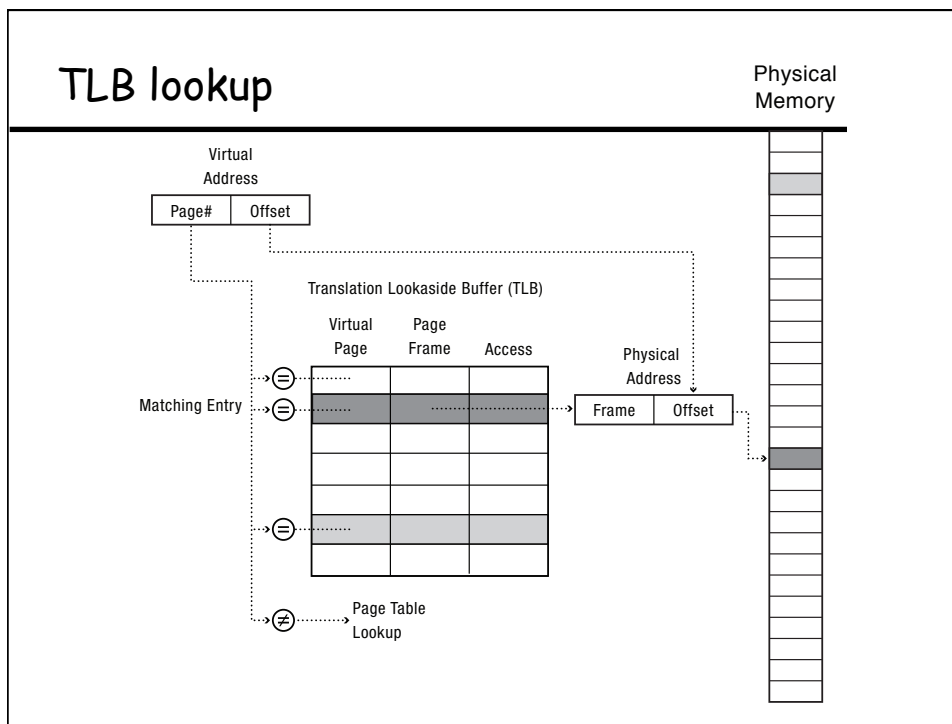 TLB lookup
Physical
Memory
Virtual
Address
Page# Offset
Translation Lookaside Buffer (TLB)
Virtual
Page
Page
Frame
Access
Physical
Address
Matching Entry
=
=
Frame Offset
=
≠
Page Table
Lookup